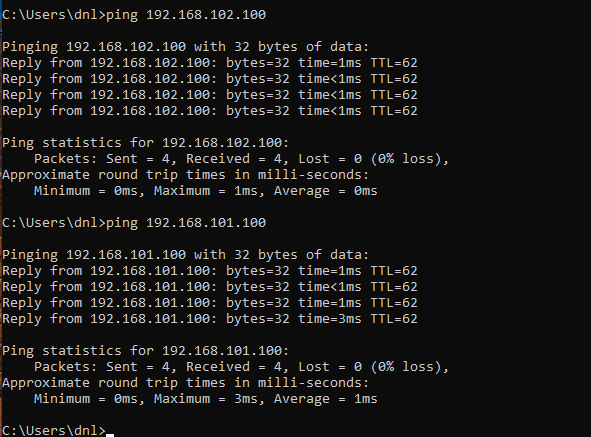 C:\Users\dnl>ping 192.168.102.100
Pinging 192.168.102.100 with 32 bytes of data:
Reply from 192.168.102.100: bytes=32 time=1ms TTL=62
Reply from 192.168.102.100: bytes=32 time<1ms TTL=62
Reply from 192.168.102.100: bytes=32 time<1ms TTL=62
Reply from 192.168.102.100: bytes=32 time<1ms TTL=62
Ping statistics for 192.168.102.100:
    Packets: Sent = 4, Received = 4, Lost = 0 (0% loss),
Approximate round trip times in milli-seconds:
    Minimum = 0ms, Maximum = 1ms, Average = 0ms
C:\Users\dnl>ping 192.168.101.100
Pinging 192.168.101.100 with 32 bytes of data:
Reply from 192.168.101.100: bytes=32 time=1ms TTL=62
Reply from 192.168.101.100: bytes=32 time<1ms TTL=62
Reply from 192.168.101.100: bytes=32 time=1ms TTL=62
Reply from 192.168.101.100: bytes=32 time=3ms TTL=62
Ping statistics for 192.168.101.100:
    Packets: Sent = 4, Received = 4, Lost = 0 (0% loss),
Approximate round trip times in milli-seconds:
    Minimum = 0ms, Maximum = 3ms, Average = 1ms
C:\Users\dnl>